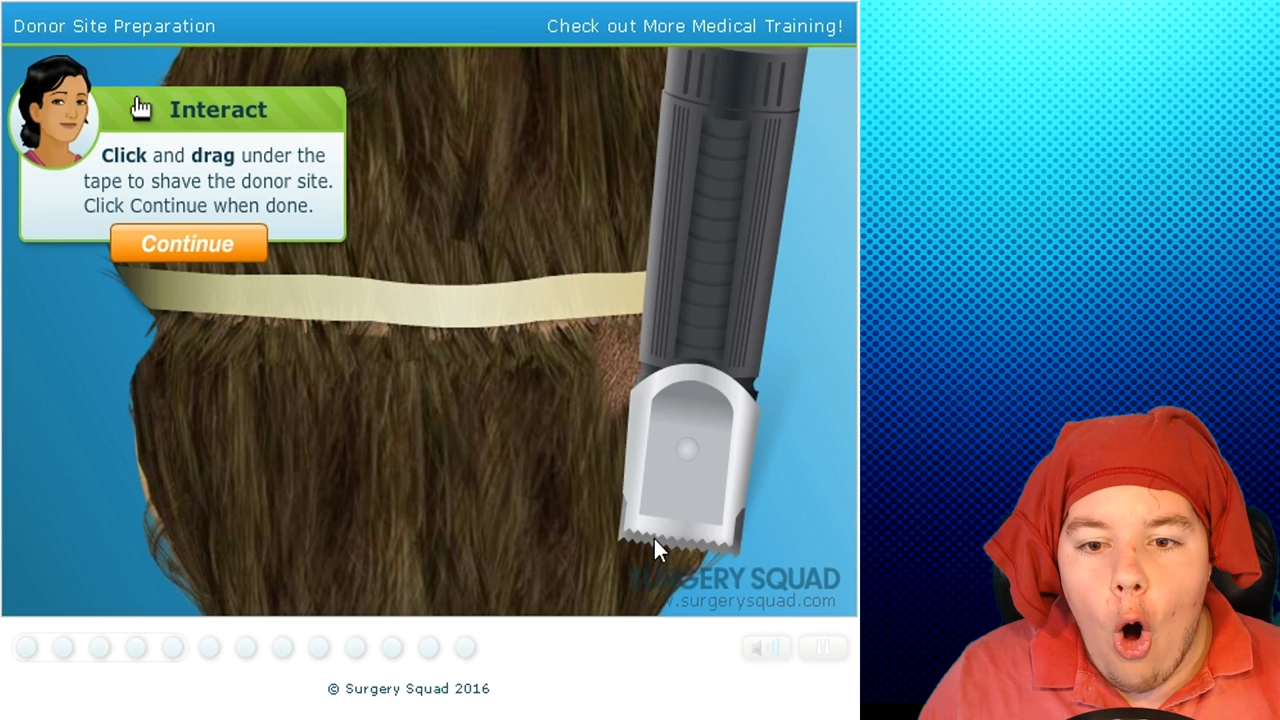 Donor Site Preparation
Check out More Medical Training!
Interact
Click and drag under the
tape to shave the donor site.
Click Continue when done.
Continue
SURGERY SQUAD
www.surgerysquad.com
© Surgery Squad 2016